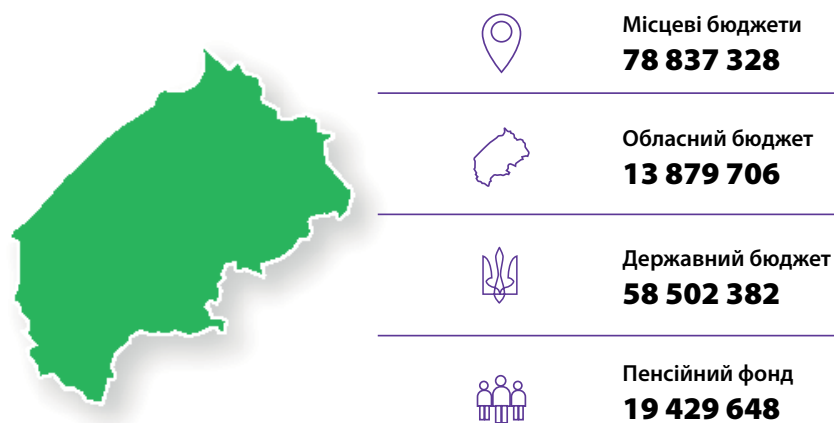 Місцеві бюджети
78 837 328
Обласний бюджет
13 879 706
Державний бюджет
58 502 382
Пенсійний фонд
19 429 648